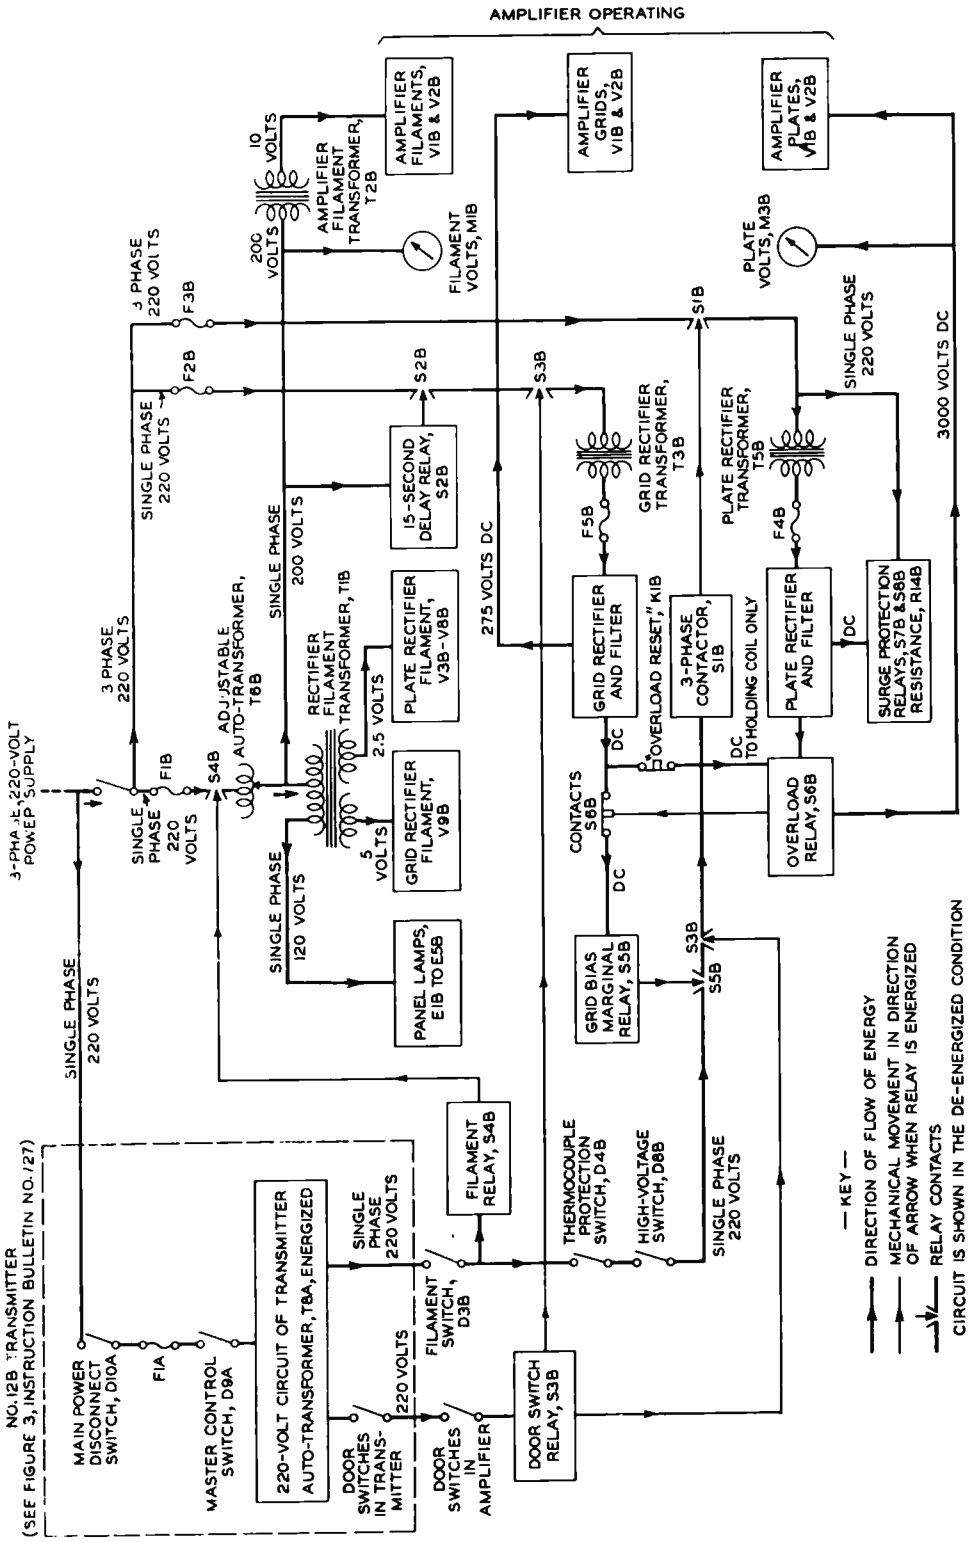 AMPLIFIER OPERATING
AMPLIFIER
FILAMENTS,
V1B & V2B
AMPLIFIER
GRIDS,
V1B & V2B
AMPLIFIER
PLATES,
V1B & V2B
10
VOLTS
AMPLIFIER
FILAMENT
TRANSFORMER,
T2B
200
VOLTS
FILAMENT
VOLTS, M1B
PLATE
VOLTS, M3B
3 PHASE
220 VOLTS
F3B
F2B
SINGLE PHASE
220 VOLTS
S2B
S3B
S1B
SINGLE PHASE
220 VOLTS
3000 VOLTS DC
15-SECOND
DELAY RELAY,
S2B
GRID RECTIFIER
TRANSFORMER,
T3B
PLATE RECTIFIER
TRANSFORMER,
T5B
F5B
F4B
275 VOLTS DC
SINGLE PHASE
200 VOLTS
3 PHASE
220 VOLTS
ADJUSTABLE
AUTO-TRANSFORMER,
T6B
RECTIFIER
FILAMENT
TRANSFORMER, T1B
2.5 VOLTS
PLATE RECTIFIER
FILAMENT,
V3B-V8B
GRID RECTIFIER
FILAMENT,
V9B
5
VOLTS
GRID RECTIFIER
AND FILTER
DC
"OVERLOAD RESET," K1B
3-PHASE
CONTACTOR,
S1B
DC
TO HOLDING COIL ONLY
PLATE RECTIFIER
AND FILTER
DC
SURGE PROTECTION
RELAYS, S7B & S8B
RESISTANCE, R14B
OVERLOAD
RELAY, S6B
CONTACTS
S6B
DC
3-PHASE, 220-VOLT
POWER SUPPLY
SINGLE
PHASE
220
VOLTS
F1B
S4B
SINGLE PHASE
120 VOLTS
PANEL LAMPS,
E1B TO E5B
GRID BIAS
MARGINAL
RELAY, S5B
S3B
S5B
SINGLE PHASE
220 VOLTS
NO. 12B TRANSMITTER
(SEE FIGURE 3, INSTRUCTION BULLETIN NO. 127)
MAIN POWER
DISCONNECT
SWITCH, D10A
F1A
MASTER CONTROL
SWITCH, D9A
220-VOLT CIRCUIT OF TRANSMITTER
AUTO-TRANSFORMER, T8A, ENERGIZED
SINGLE
PHASE
220 VOLTS
DOOR
SWITCHES
IN TRANS-
MITTER
220 VOLTS
FILAMENT
SWITCH,
D3B
FILAMENT
RELAY, S4B
DOOR
SWITCHES
IN
AMPLIFIER
DOOR SWITCH
RELAY, S3B
THERMOCOUPLE
PROTECTION
SWITCH, D4B
HIGH-VOLTAGE
SWITCH, D8B
SINGLE PHASE
220 VOLTS
— KEY —
DIRECTION OF FLOW OF ENERGY
MECHANICAL MOVEMENT IN DIRECTION
OF ARROW WHEN RELAY IS ENERGIZED
RELAY CONTACTS
CIRCUIT IS SHOWN IN THE DE-ENERGIZED CONDITION